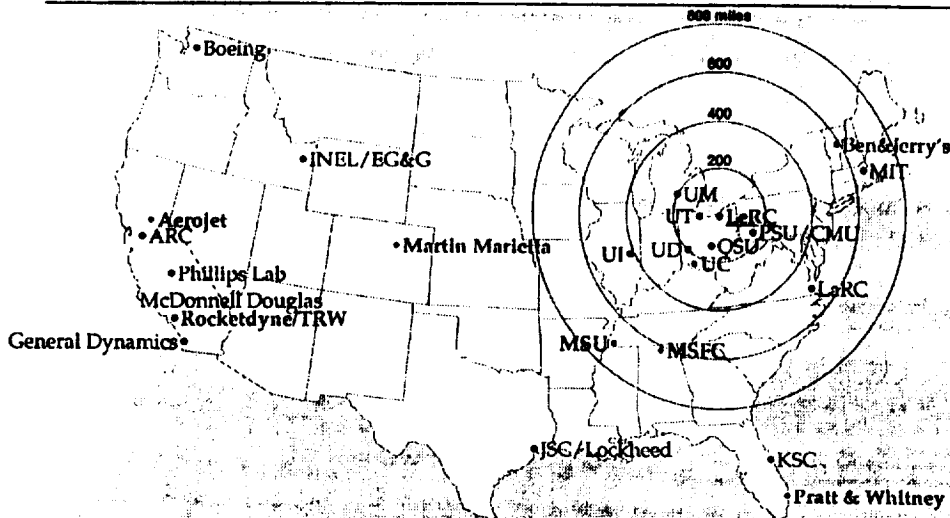 800 miles
Boeing
600
400
Ben&Jerry's
INEL/EG&G
200
MIT
UM
Aerojet
UT
LeRC
ARC
PSU/CMU
Martin Marietta
UD
OSU
UI
UC
Phillips Lab
LaRC
McDonnell Douglas
Rocketdyne/TRW
General Dynamics
MSU
MSFC
JSC/Lockheed
KSC
Pratt & Whitney